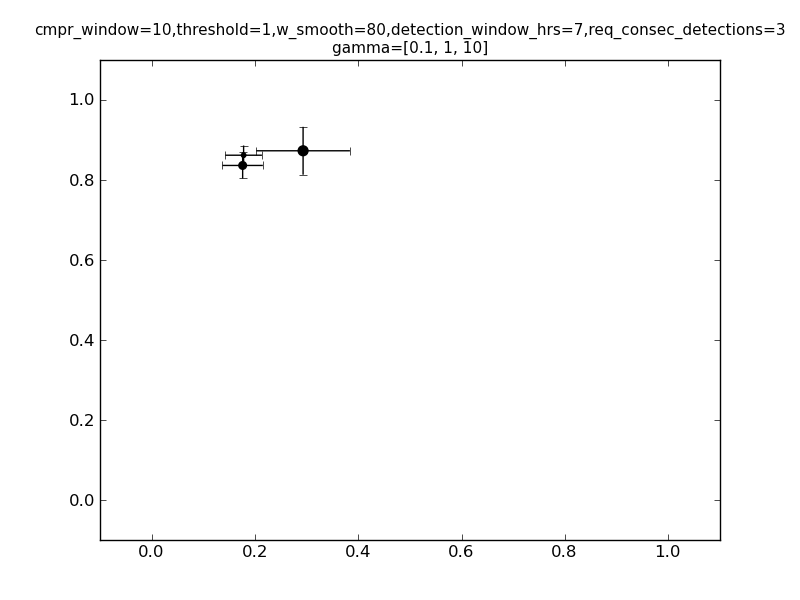 cmpr_window=10,threshold=1,w_smooth=80,detection_window_hrs=7,req_consec_detections=3
gamma=[0.1, 1, 10]
1.0
0.8
0.6
0.4
0.2
0.0
0.0 0.2 0.4 0.6 0.8 1.0